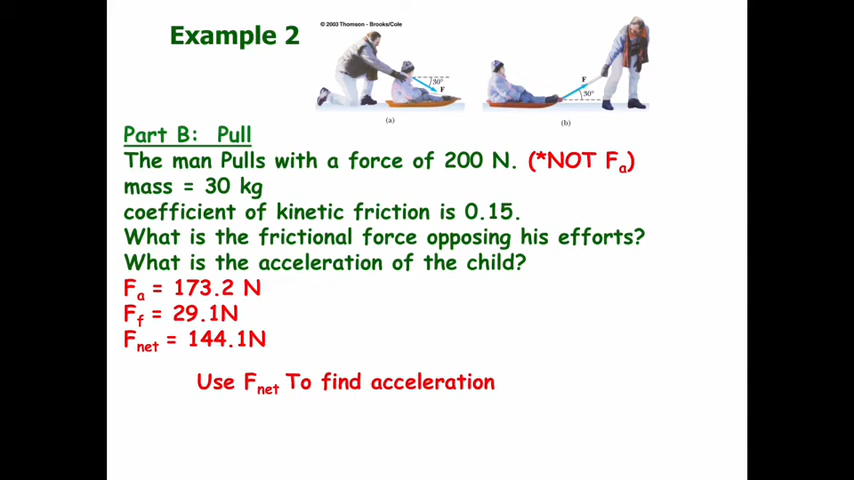 © 2003 Thomson - Brooks/Cole
Example 2
30°
F
F
30°
(a)
(b)
Part B: Pull
The man Pulls with a force of 200 N. (*NOT Fa)
mass = 30 kg
coefficient of kinetic friction is 0.15.
What is the frictional force opposing his efforts?
What is the acceleration of the child?
Fa = 173.2 N
Ff = 29.1N
Fnet = 144.1N
Use Fnet To find acceleration